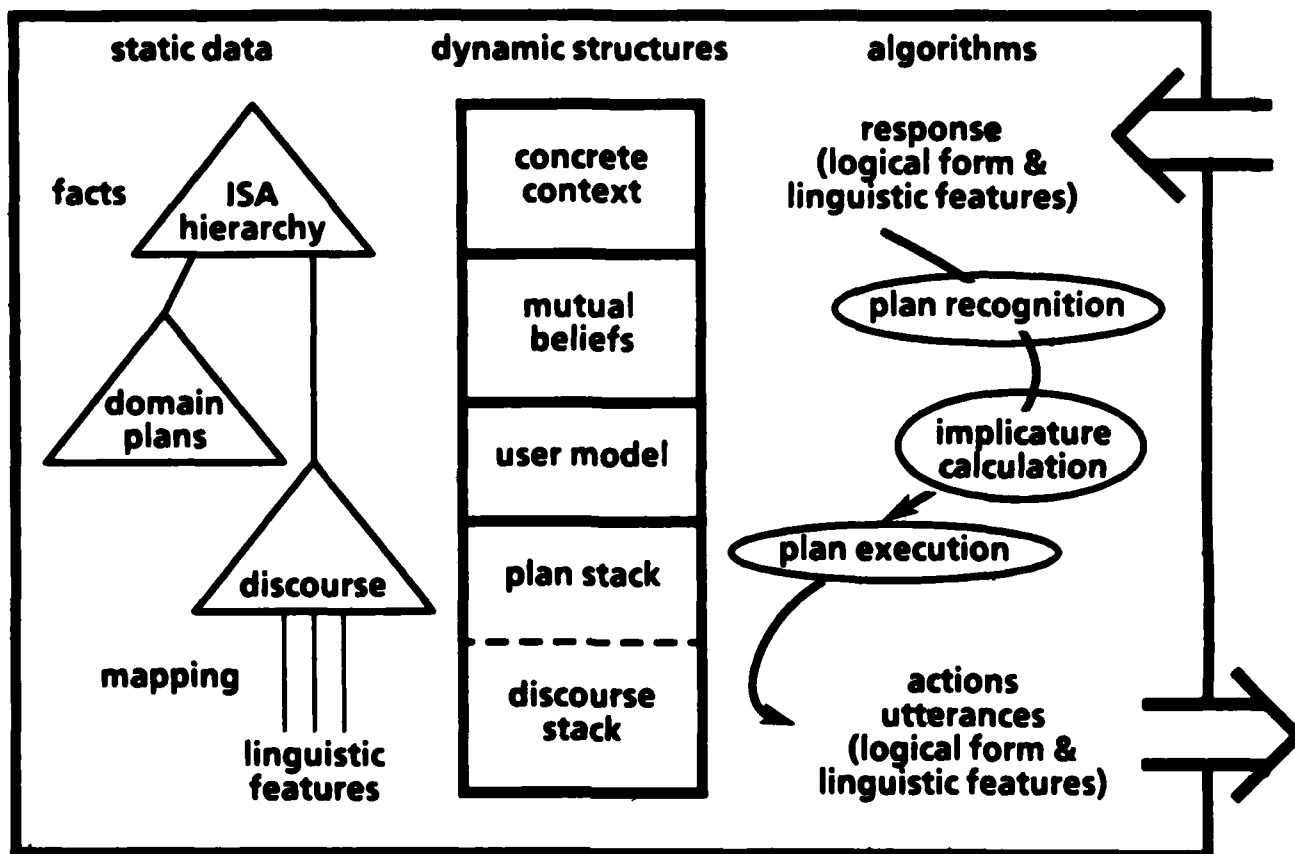 static data
facts
ISA
hierarchy
domain
plans
discourse
mapping
linguistic
features
dynamic structures
concrete
context
mutual
beliefs
user model
plan stack
discourse
stack
algorithms
response
(logical form &
linguistic features)
plan recognition
implicature
calculation
plan execution
actions
utterances
(logical form &
linguistic features)